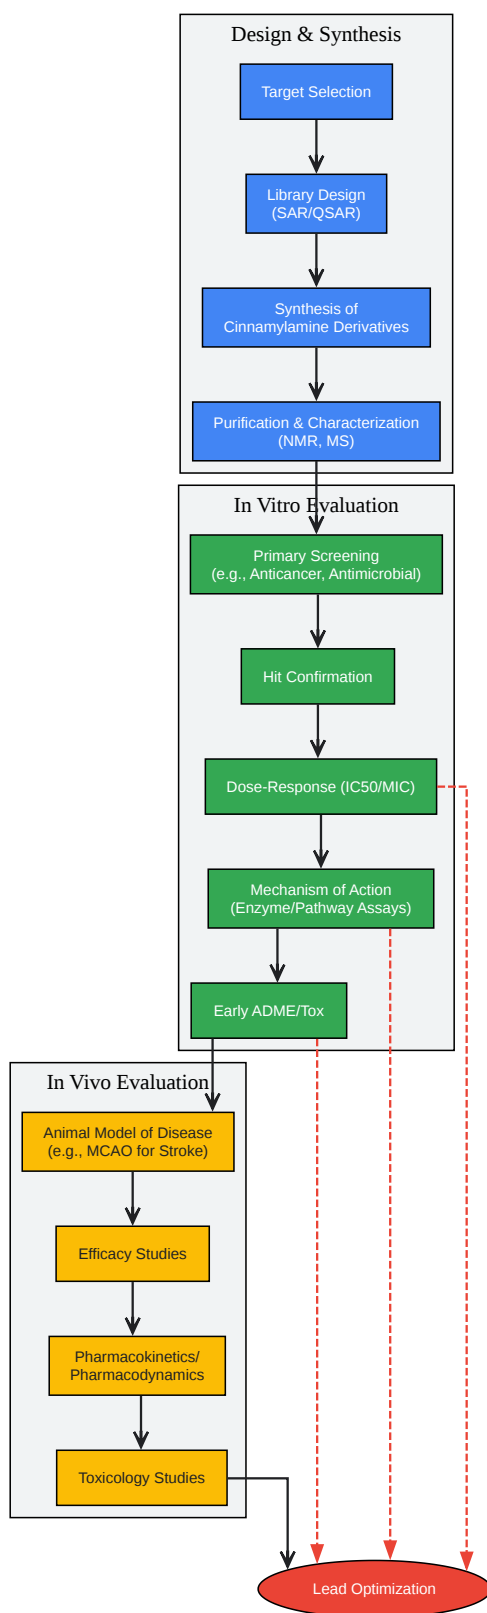 Design & Synthesis
Target Selection
Library Design
(SAR/QSAR)
Synthesis of
Cinnamylamine Derivatives
Purification & Characterization
(NMR, MS)
In Vitro Evaluation
Primary Screening
(e.g., Anticancer, Antimicrobial)
Hit Confirmation
Dose-Response (IC50/MIC)
Mechanism of Action
(Enzyme/Pathway Assays)
Early ADME/Tox
In Vivo Evaluation
Animal Model of Disease
(e.g., MCAO for Stroke)
Efficacy Studies
Pharmacokinetics/
Pharmacodynamics
Toxicology Studies
Lead Optimization